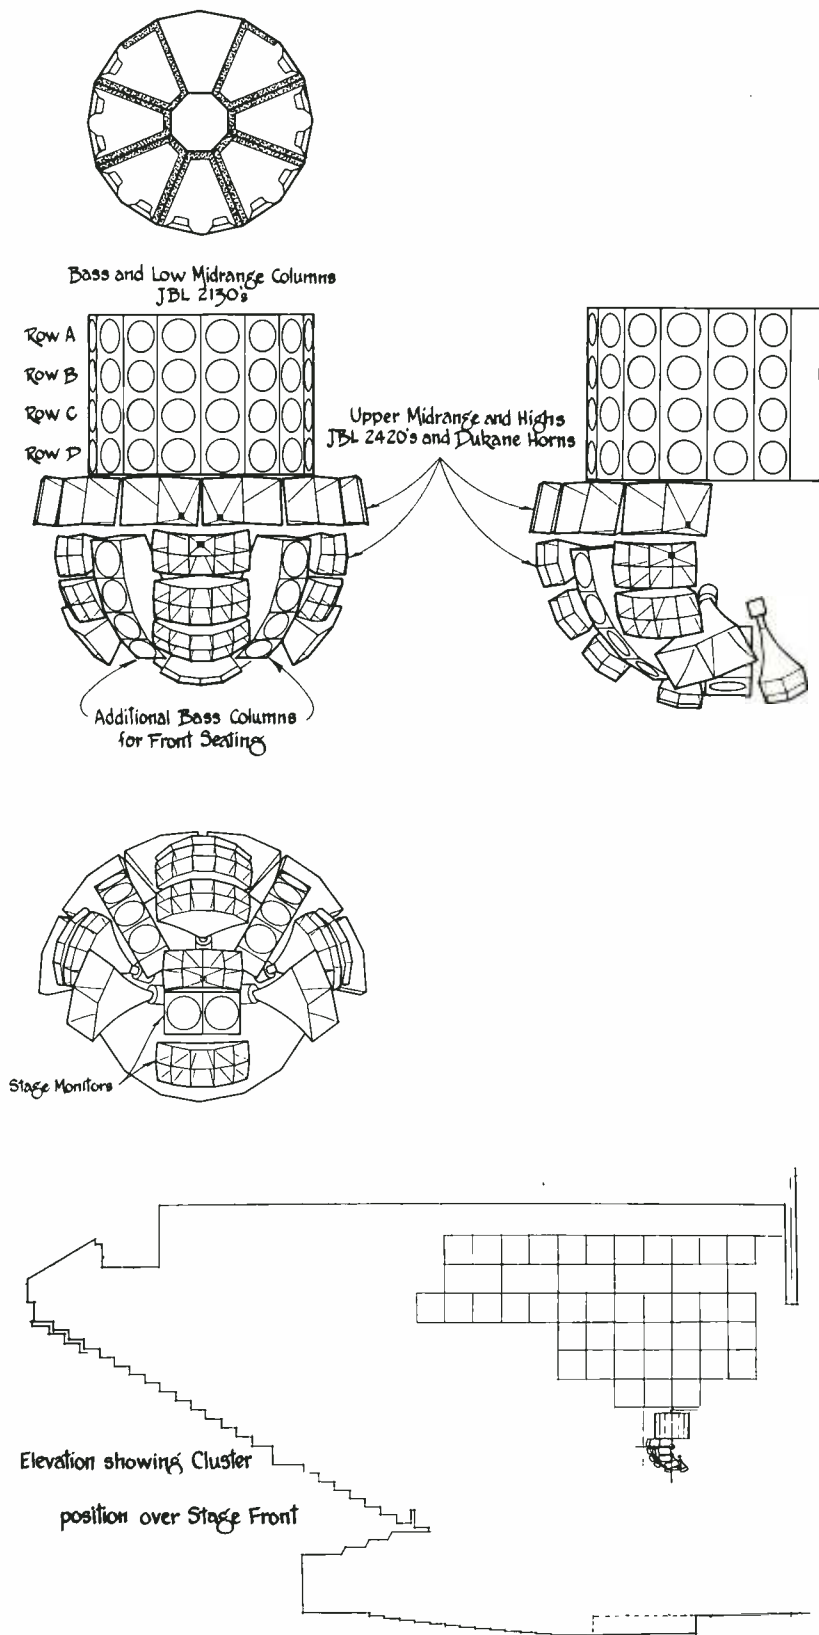 Bass and Low Midrange Columns
JBL 2130's
Row A
Row B
Row C
Row D
Upper Midrange and Highs
JBL 2420's and Dukane Horns
Additional Bass Columns
for Front Seating
Stage Monitors
Elevation showing Cluster
position over Stage Front